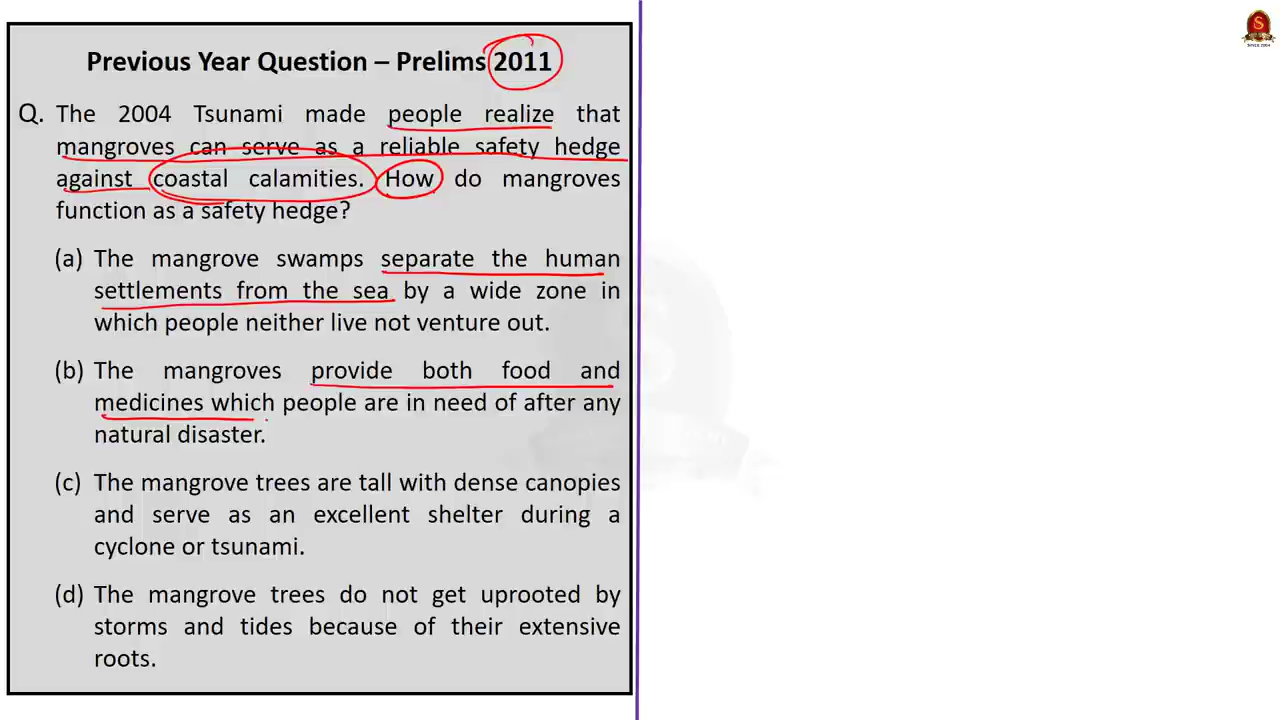 Previous Year Question – Prelims 2011
Q. The 2004 Tsunami made people realize that
mangroves can serve as a reliable safety hedge
against coastal calamities. How do mangroves
function as a safety hedge?
(a) The mangrove swamps separate the human
settlements from the sea by a wide zone in
which people neither live not venture out.
(b) The mangroves provide both food and
medicines which people are in need of after any
natural disaster.
(c) The mangrove trees are tall with dense canopies
and serve as an excellent shelter during a
cyclone or tsunami.
(d) The mangrove trees do not get uprooted by
storms and tides because of their extensive
roots.